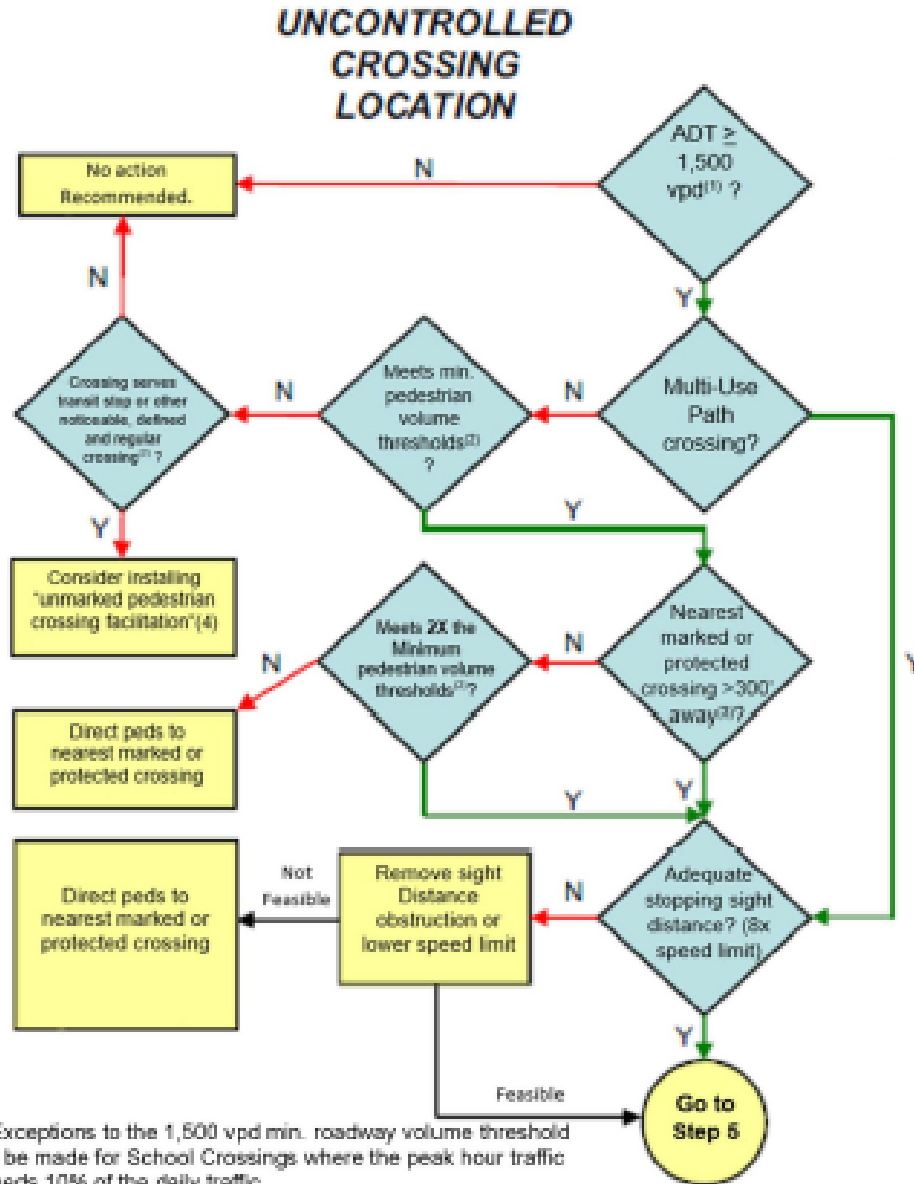 UNCONTROLLED
CROSSING
LOCATION
ADT ≥
1,500
vpd(1) ?
N
No action
Recommended.
Y
N
Crossing serves
transit stop or other
noticeable, defined
and regular
crossing ?
N
Meets min.
pedestrian
volume
thresholds(2)
?
N
Multi-Use
Path
crossing?
Y
Y
Consider installing
"unmarked pedestrian
crossing facilitation"(4)
Meets 2X the
Minimum
pedestrian volume
thresholds ?
N
Nearest
marked or
protected
crossing >300'
away ?
Y
N
Direct peds to
nearest marked or
protected crossing
Y
Y
Direct peds to
nearest marked or
protected crossing
Not
Feasible
Remove sight
Distance
obstruction or
lower speed limit
N
Adequate
stopping sight
distance? (8x
speed limit)
Y
Feasible
Go to
Step 5
Exceptions to the 1,500 vpd min. roadway volume threshold
be made for School Crossings where the peak hour traffic
10% of the daily traffic